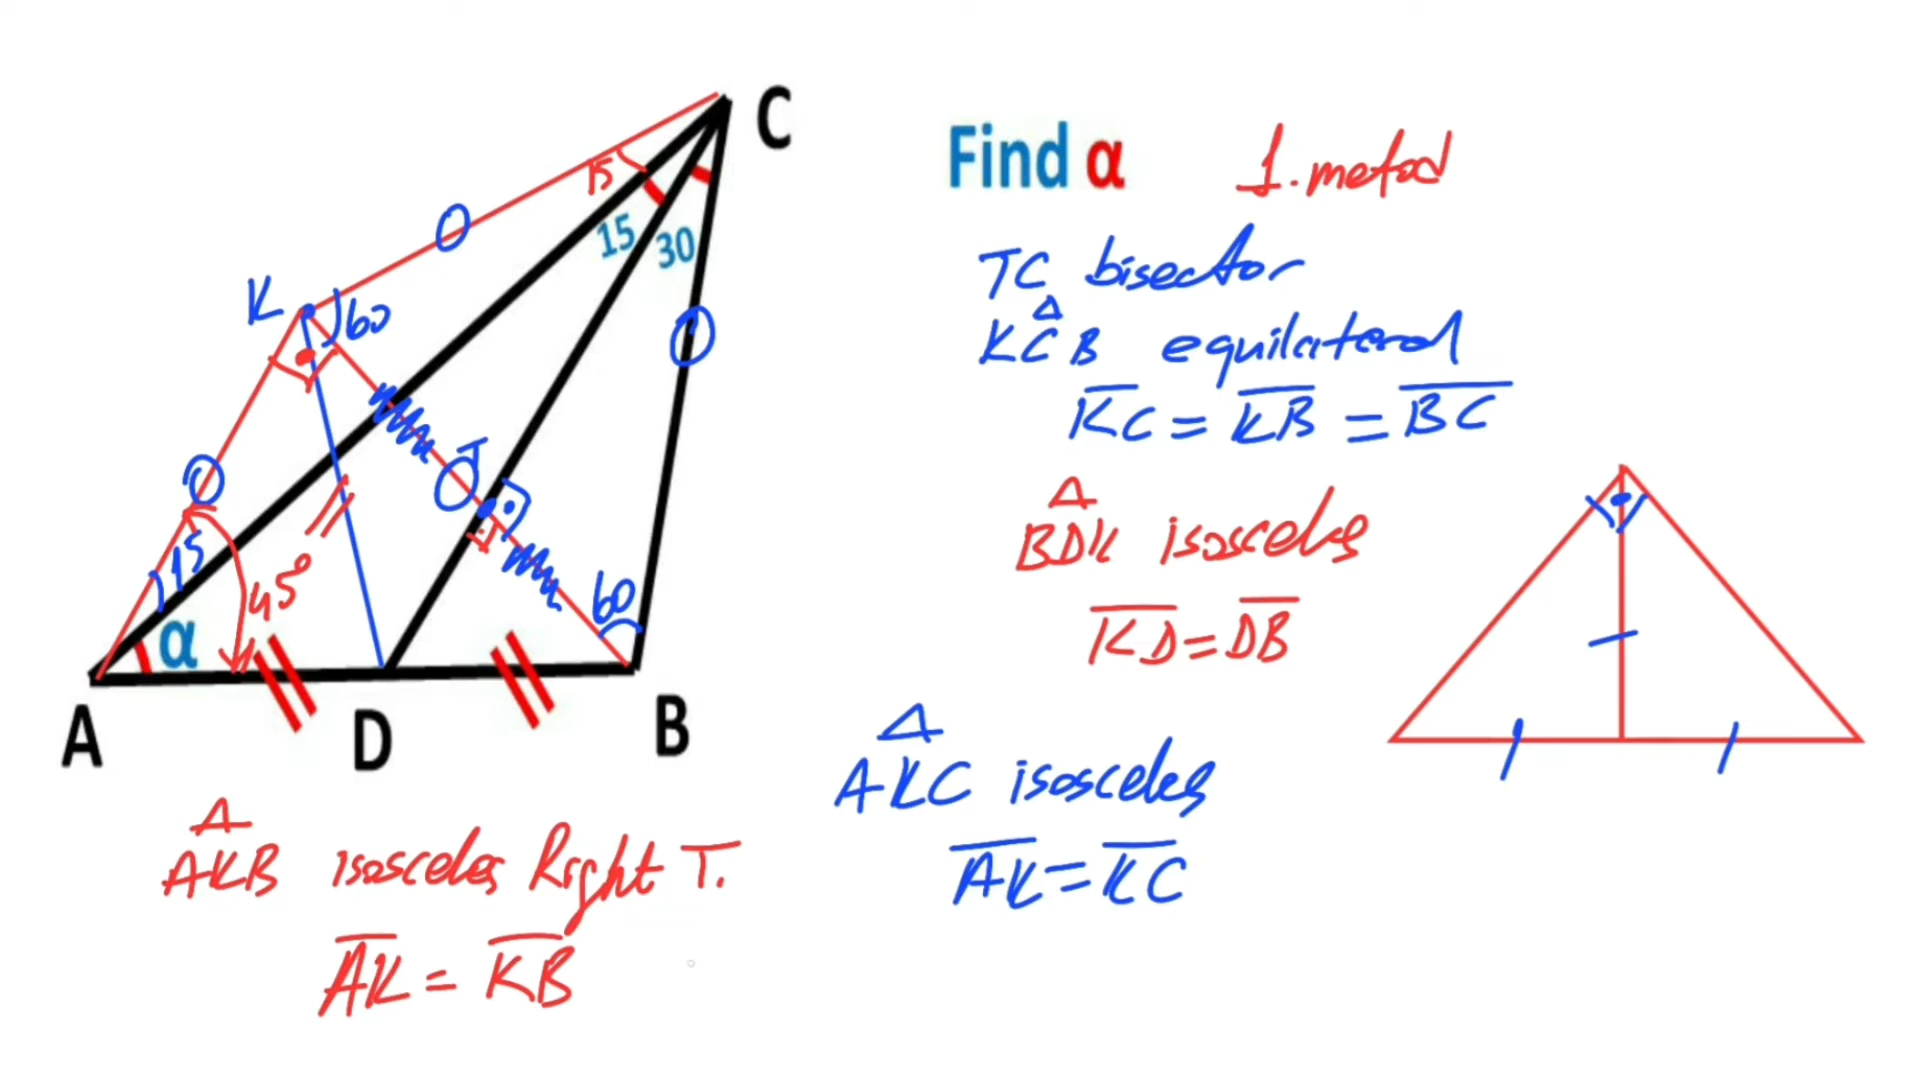 C
Find α
1. metod
15
15
30
TC bisector
K
60
KCB equilateral
KC = KB = BC
T
BDK isosceles
15
45°
60
α
KD = DB
A
D
B
AKC isosceles
AKB isosceles Right T.
AK = KC
AK = KB